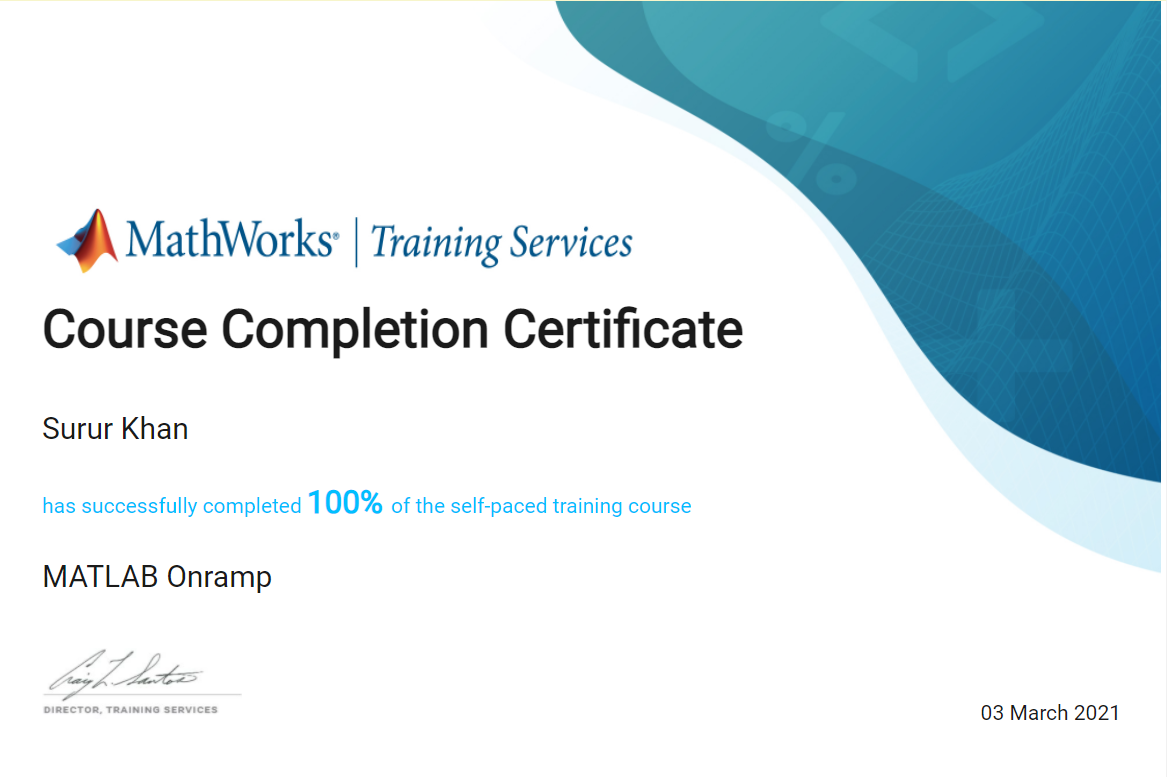 MathWorks® | Training Services
Course Completion Certificate
Surur Khan
has successfully completed 100% of the self-paced training course
MATLAB Onramp
Craig L. Santos
DIRECTOR, TRAINING SERVICES
03 March 2021
%
+